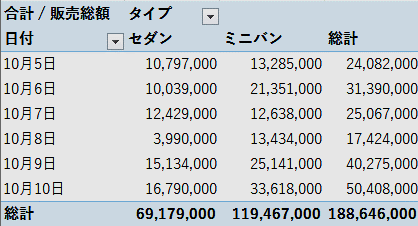 合計 / 販売総額 タイプ
日付 セダン ミニバン 総計
10月5日 10,797,000 13,285,000 24,082,000
10月6日 10,039,000 21,351,000 31,390,000
10月7日 12,429,000 12,638,000 25,067,000
10月8日 3,990,000 13,434,000 17,424,000
10月9日 15,134,000 25,141,000 40,275,000
10月10日 16,790,000 33,618,000 50,408,000
総計 69,179,000 119,467,000 188,646,000